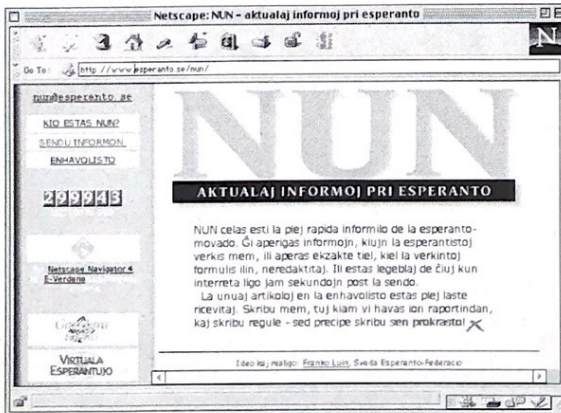 Netscape: NUN - aktualaj informoj pri esperanto
N
Go To: http://www.esperanto.se/nun/
nun@esperanto.se
KIO ESTAS NUN?
SENDU INFORMON
ENHAVOLISTO
299943
Netscape Navigator 4
E-Verdana
VIRTUALA
ESPERANTUJO
NUN
AKTUALAJ INFORMOJ PRI ESPERANTO
NUN celas esti la plej rapida informilo de la esperanto-
movado. Ĝi aperigas informojn, kiujn la esperantistoj
verkis mem, ili aperas ekzakte tiel, kiel la verkintoj
formulis ilin, neredaktitaj. Ili estas legeblaj de ĉiuj kun
interreta ligo jam sekundojn post la sendo.
La unuaj artikoloj en la enhavolisto estas plej laste
ricevitaj. Skribu mem, tuj kiam vi havas ion raportindan,
kaj skribu regule - sed precipe skribu sen prokrasto!
Ideo kaj realigo: Franko Luin, Sveda Esperanto-Federacio